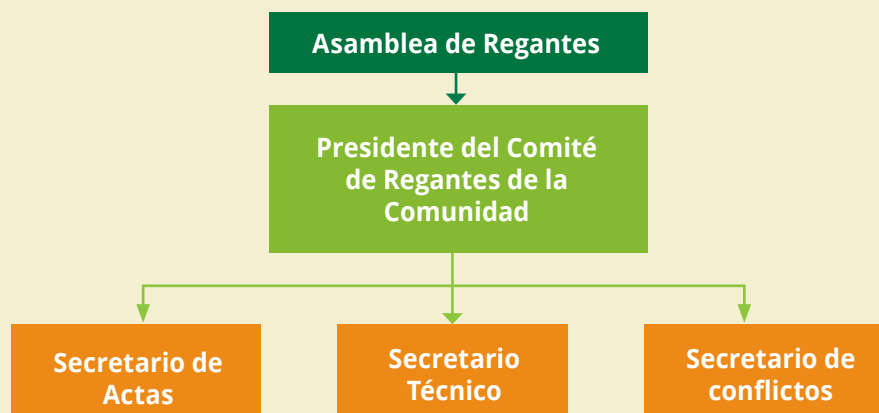 Asamblea de Regantes
Presidente del Comité
de Regantes de la
Comunidad
Secretario de
Actas
Secretario
Técnico
Secretario de
conflictos